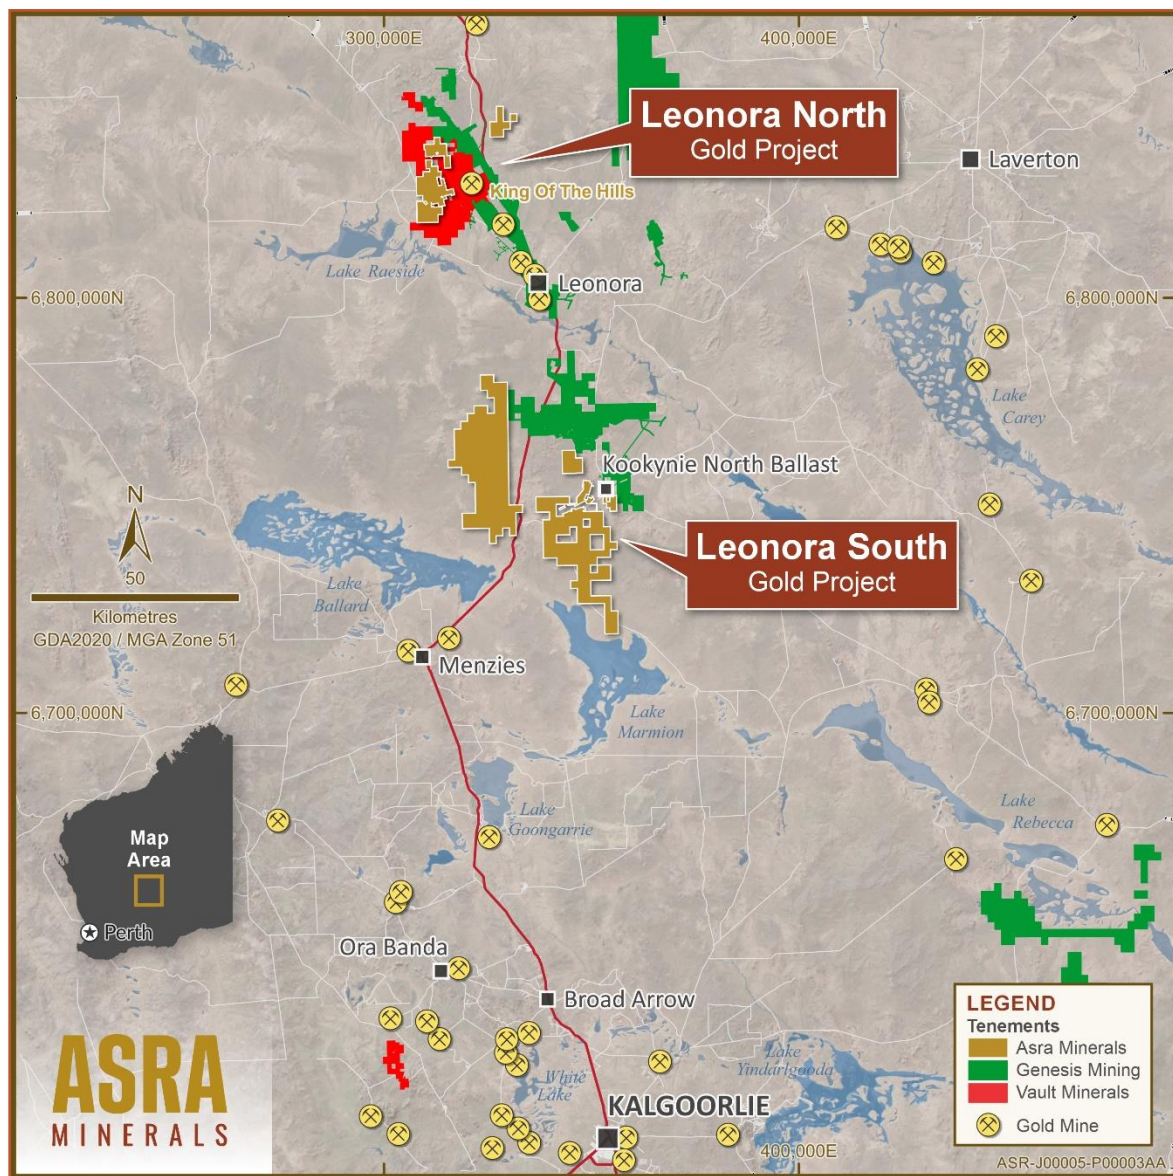 300,000E
400,000E
Leonora North
Gold Project
Laverton
King Of The Hills
Lake Raeside
Leonora
6,800,000N
6,800,000N
Lake
Carey
Kookynie North Ballast
N
50
Kilometres
GDA2020 / MGA Zone 51
Leonora South
Gold Project
Lake
Ballard
Menzies
Lake
Marmion
6,700,000N
6,700,000N
Lake
Goongarrie
Lake
Rebecca
Map
Area
Perth
Ora Banda
Broad Arrow
White
Lake
Lake
Yindarlgooda
KALGOORLIE
400,000E
ASRA
MINERALS
LEGEND
Tenements
Asra Minerals
Genesis Mining
Vault Minerals
Gold Mine
ASR-J00005-P00003AA